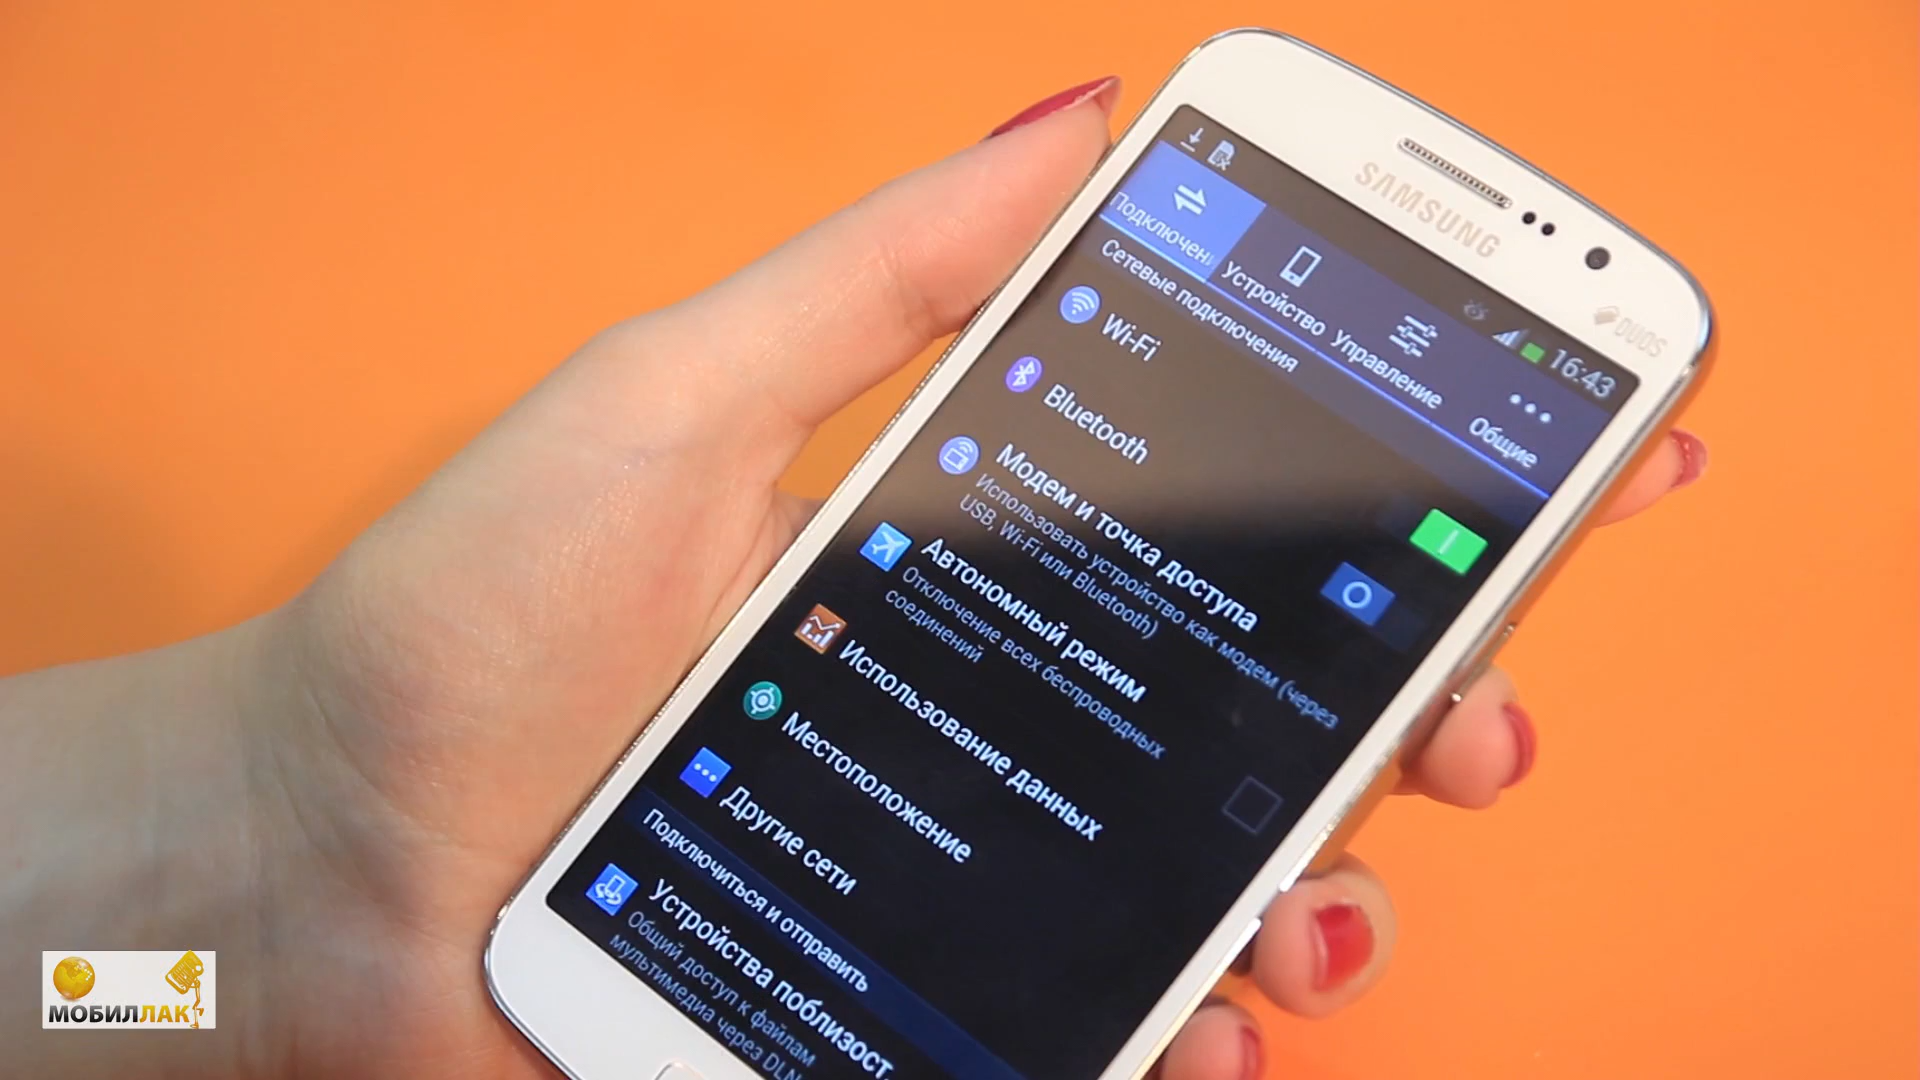 SAMSUNG
DUOS
16:43
Подключени
Устройство
Управление
Общие
Сетевые подключения
Wi-Fi
Bluetooth
Модем и точка доступа
Использовать устройство как модем (через
USB, Wi-Fi или Bluetooth)
Автономный режим
Отключение всех беспроводных
соединений
Использование данных
Местоположение
Другие сети
Подключиться и отправить
Устройства поблизост
Общий доступ к файлам
мультимедиа через DLN
МОБИЛЛАК